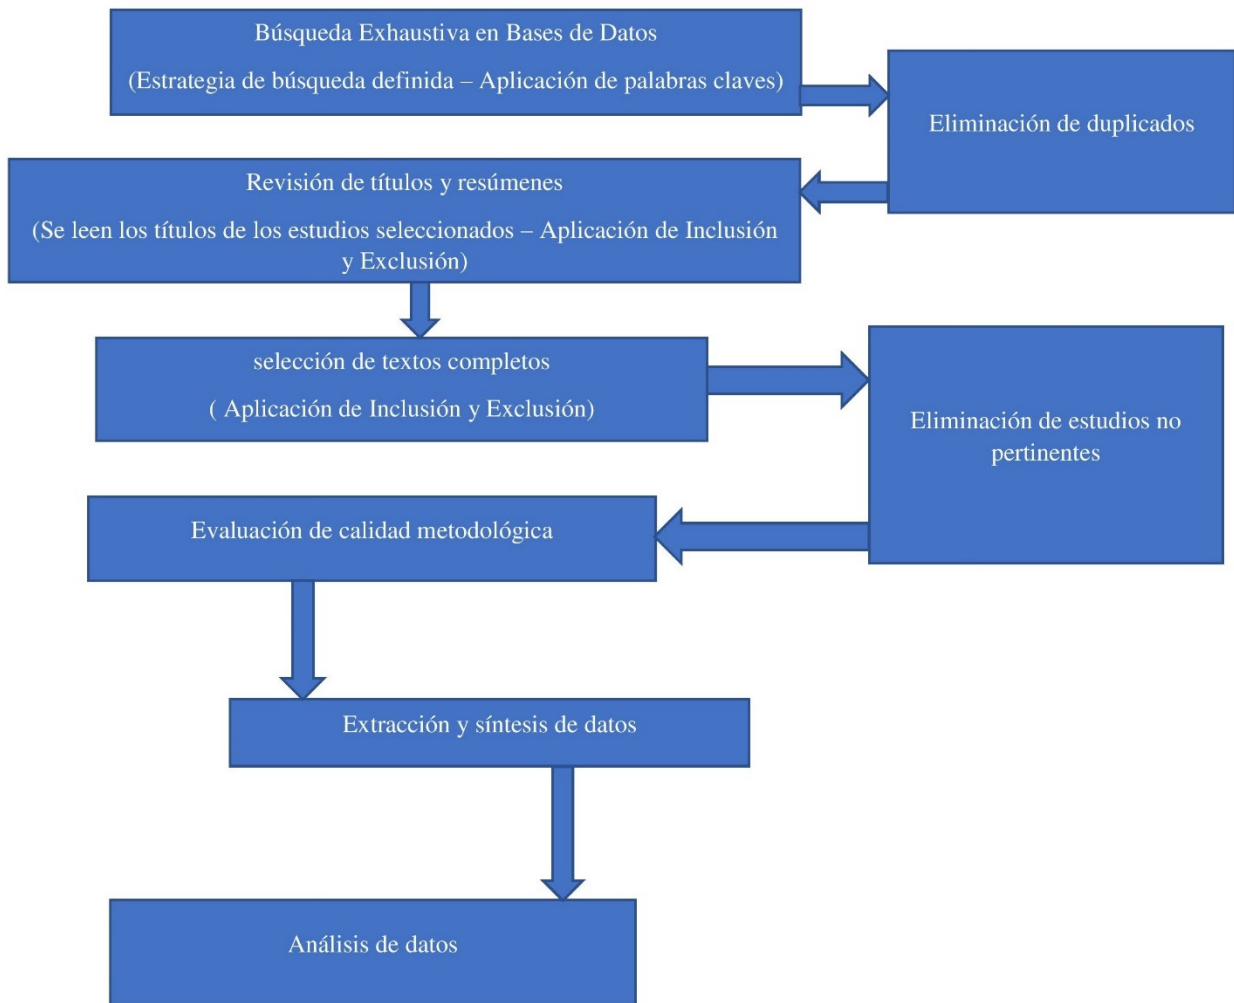 Búsqueda Exhaustiva en Bases de Datos
(Estrategia de búsqueda definida – Aplicación de palabras claves)
Eliminación de duplicados
Revisión de títulos y resúmenes
(Se leen los títulos de los estudios seleccionados – Aplicación de Inclusión
y Exclusión)
selección de textos completos
( Aplicación de Inclusión y Exclusión)
Eliminación de estudios no
pertinentes
Evaluación de calidad metodológica
Extracción y síntesis de datos
Análisis de datos